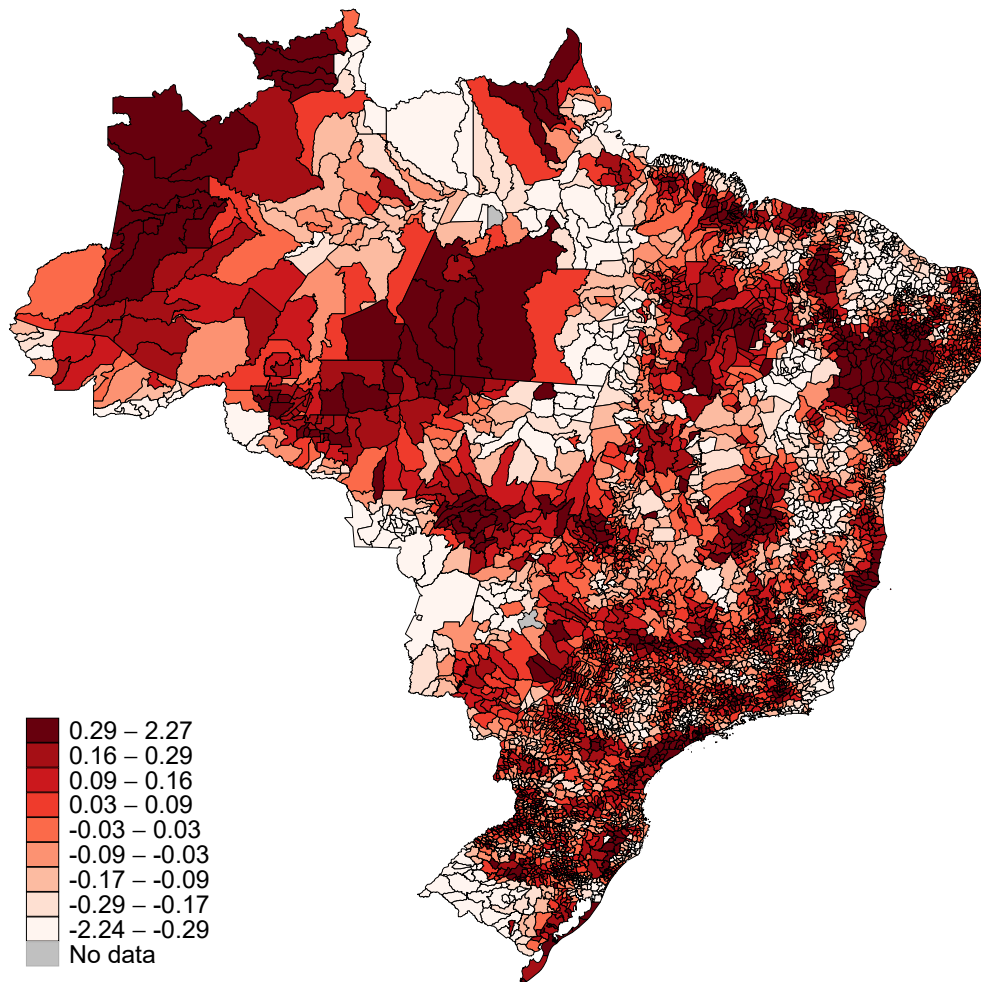 0.29 – 2.27
0.16 – 0.29
0.09 – 0.16
0.03 – 0.09
-0.03 – 0.03
-0.09 – -0.03
-0.17 – -0.09
-0.29 – -0.17
-2.24 – -0.29
No data